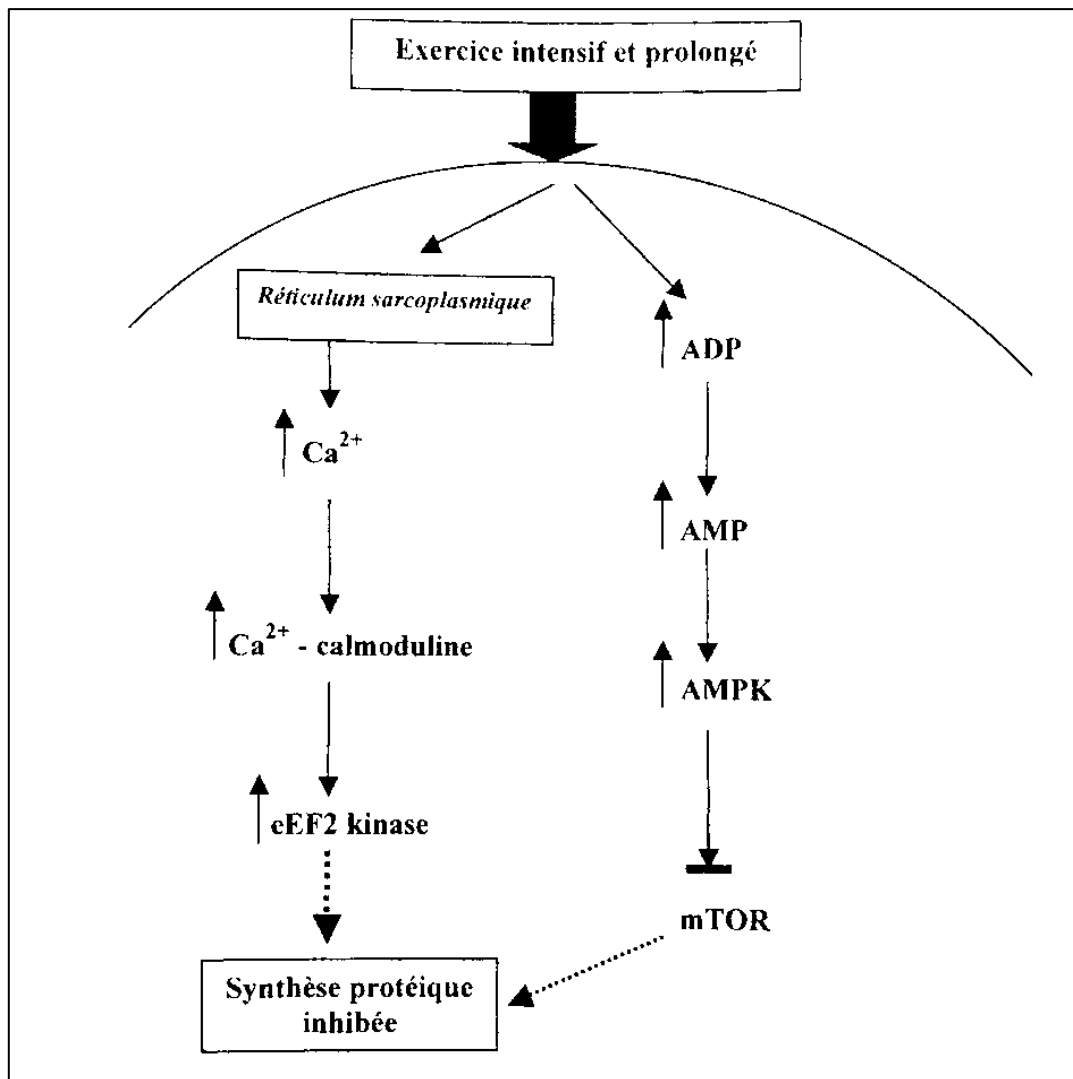 Exercice intensif et prolongé
Réticulum sarcoplasmique
Ca²⁺
Ca²⁺ - calmoduline
eEF2 kinase
Synthèse protéique
inhibée
ADP
AMP
AMPK
mTOR